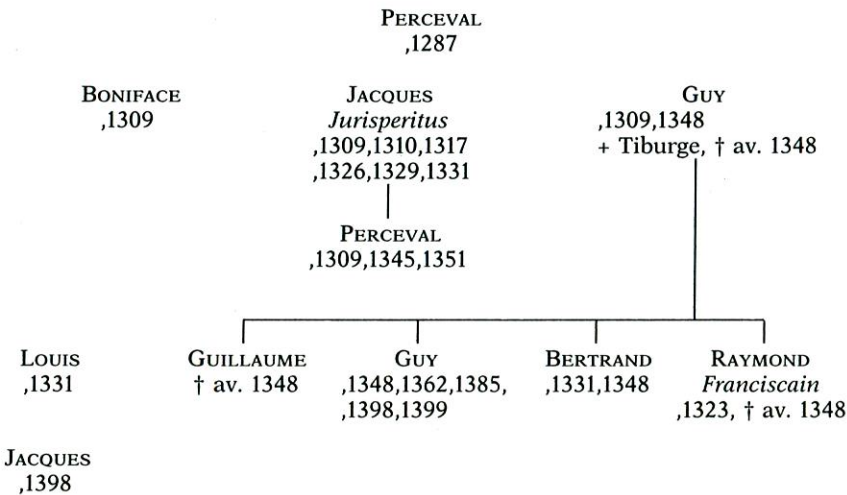 PERCEVAL
,1287
BONIFACE
,1309
JACQUES
Jurisperitus
,1309,1310,1317
,1326,1329,1331
GUY
,1309,1348
+ Tiburge, † av. 1348
PERCEVAL
,1309,1345,1351
LOUIS
,1331
GUILLAUME
† av. 1348
GUY
,1348,1362,1385,
,1398,1399
BERTRAND
,1331,1348
RAYMOND
Franciscain
,1323, † av. 1348
JACQUES
,1398